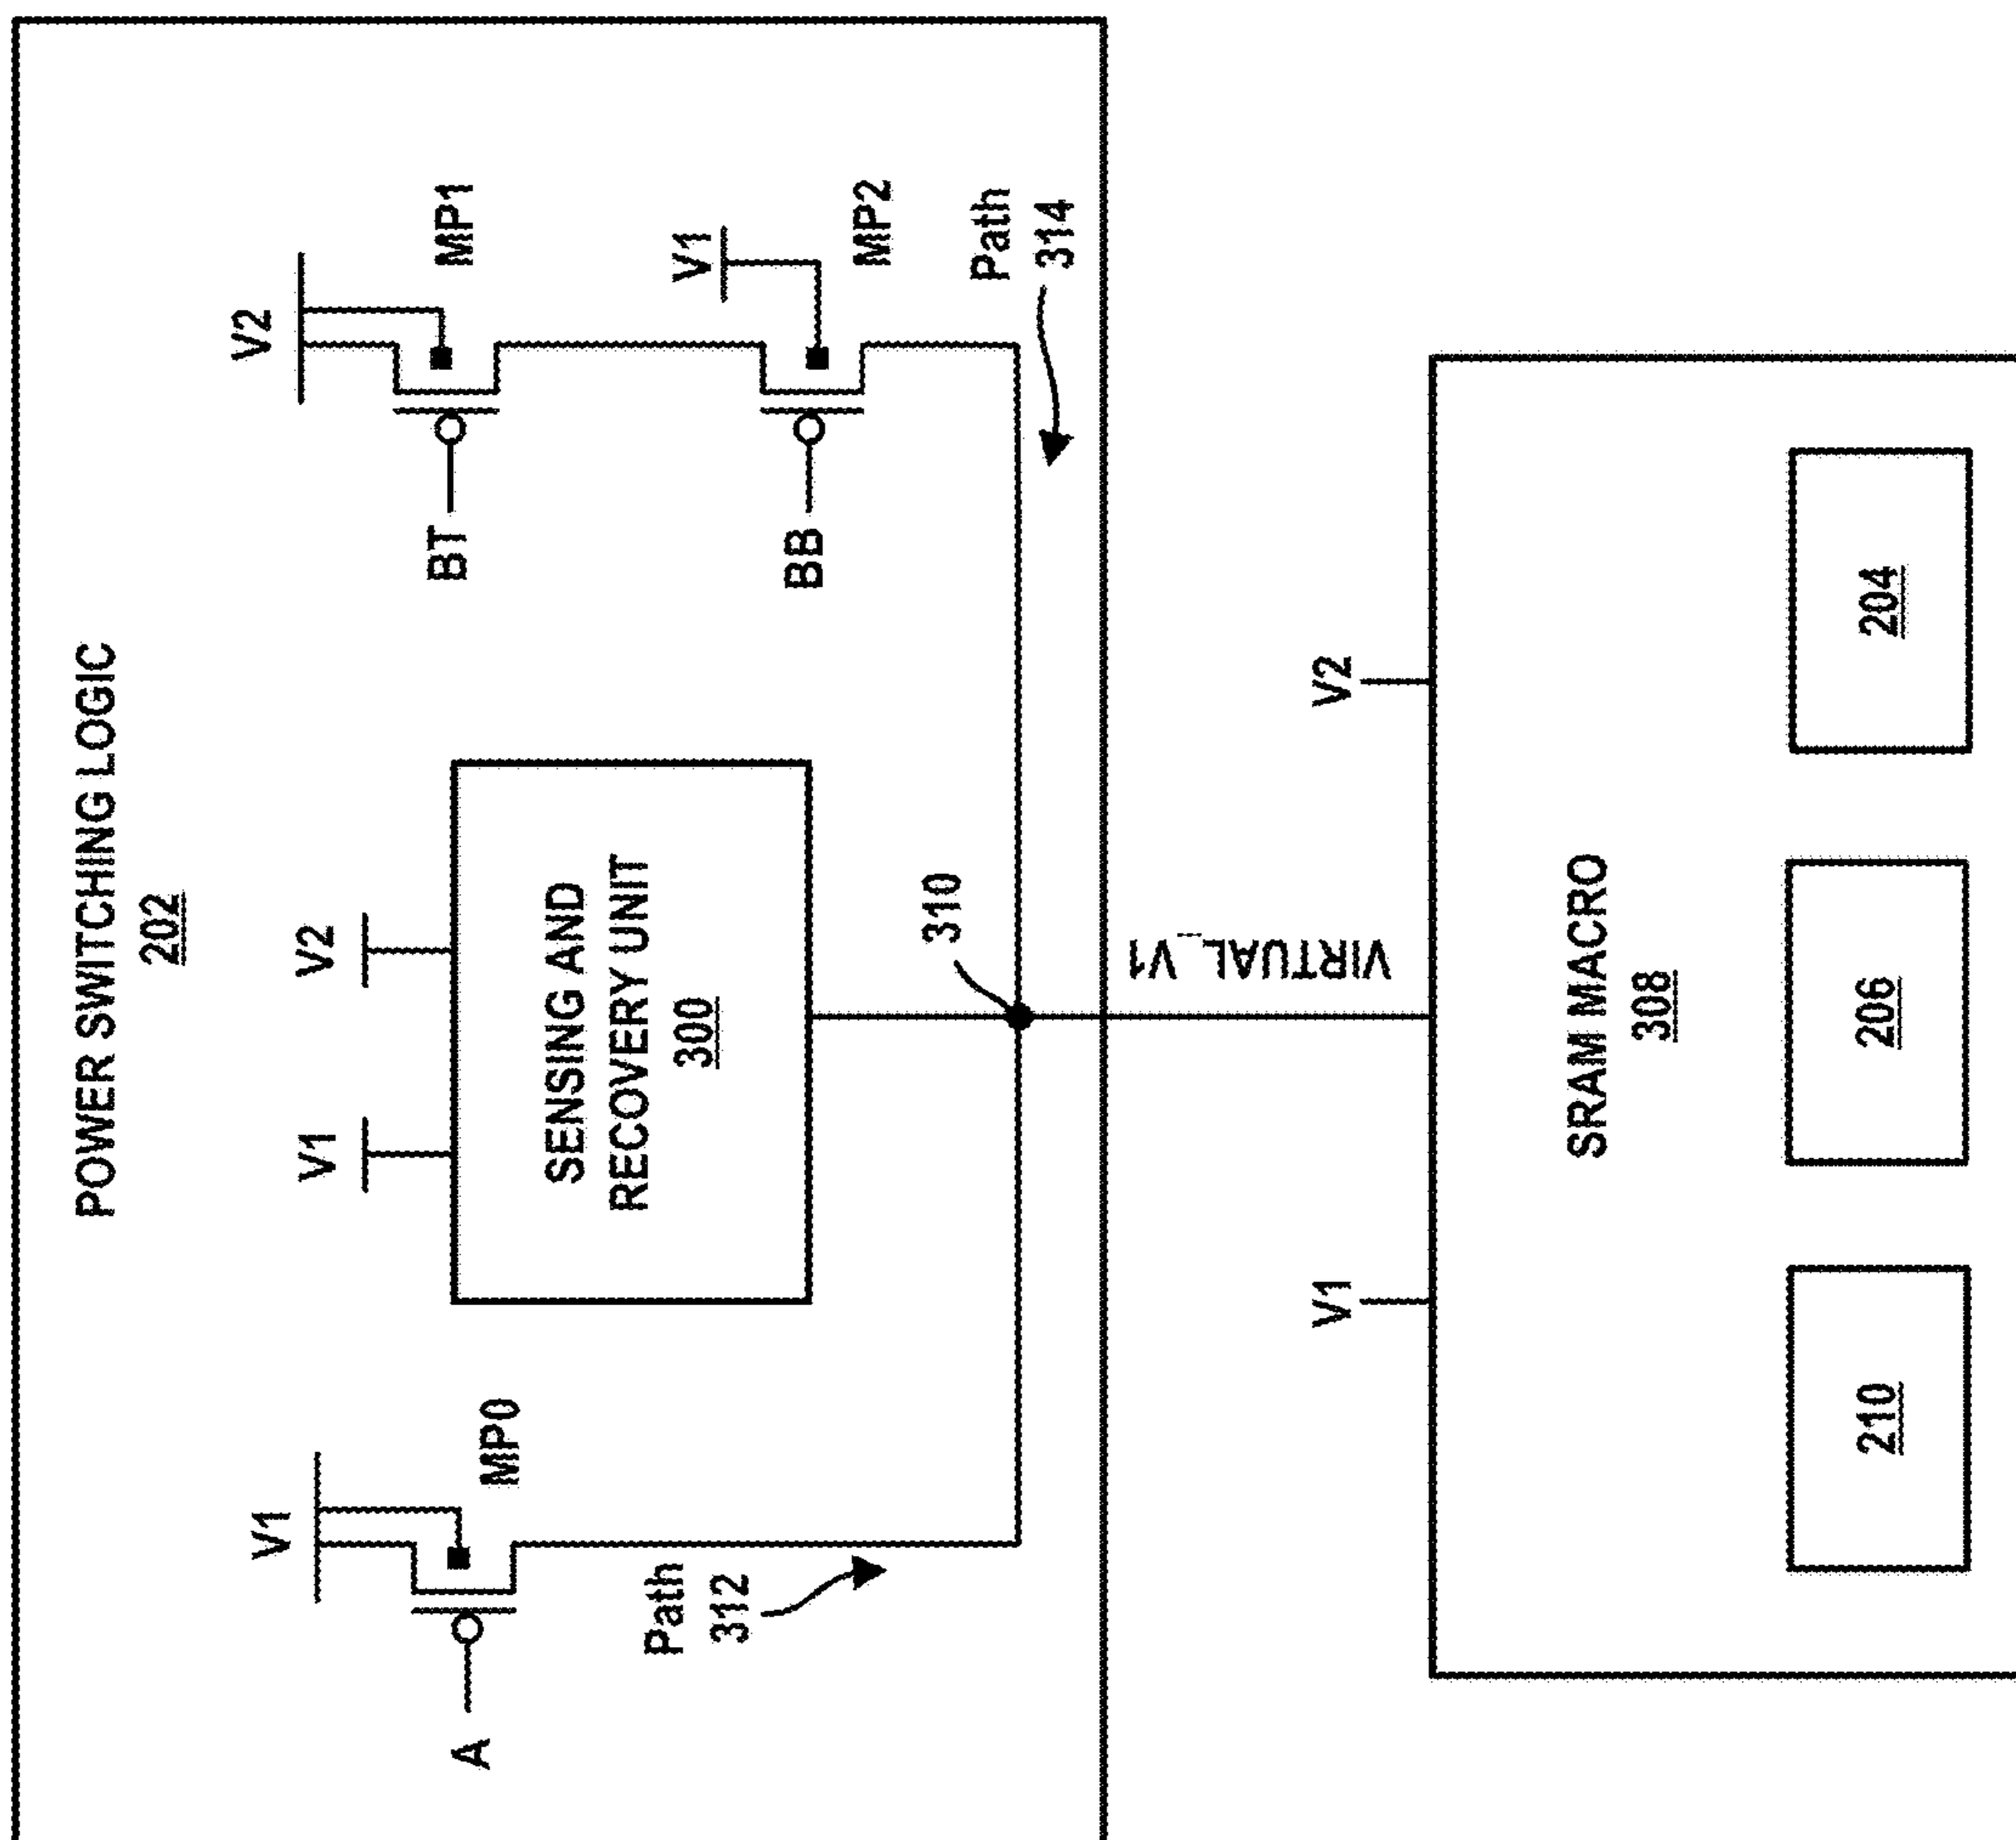 POWER SWITCHING LOGIC
202
V1
V1
V2
V2
A
MP0
SENSING AND
RECOVERY UNIT
300
BT
MP1
V1
BB
MP2
Path
312
310
Path
314
VIRTUAL_V1
V1
V2
SRAM MACRO
308
210
206
204